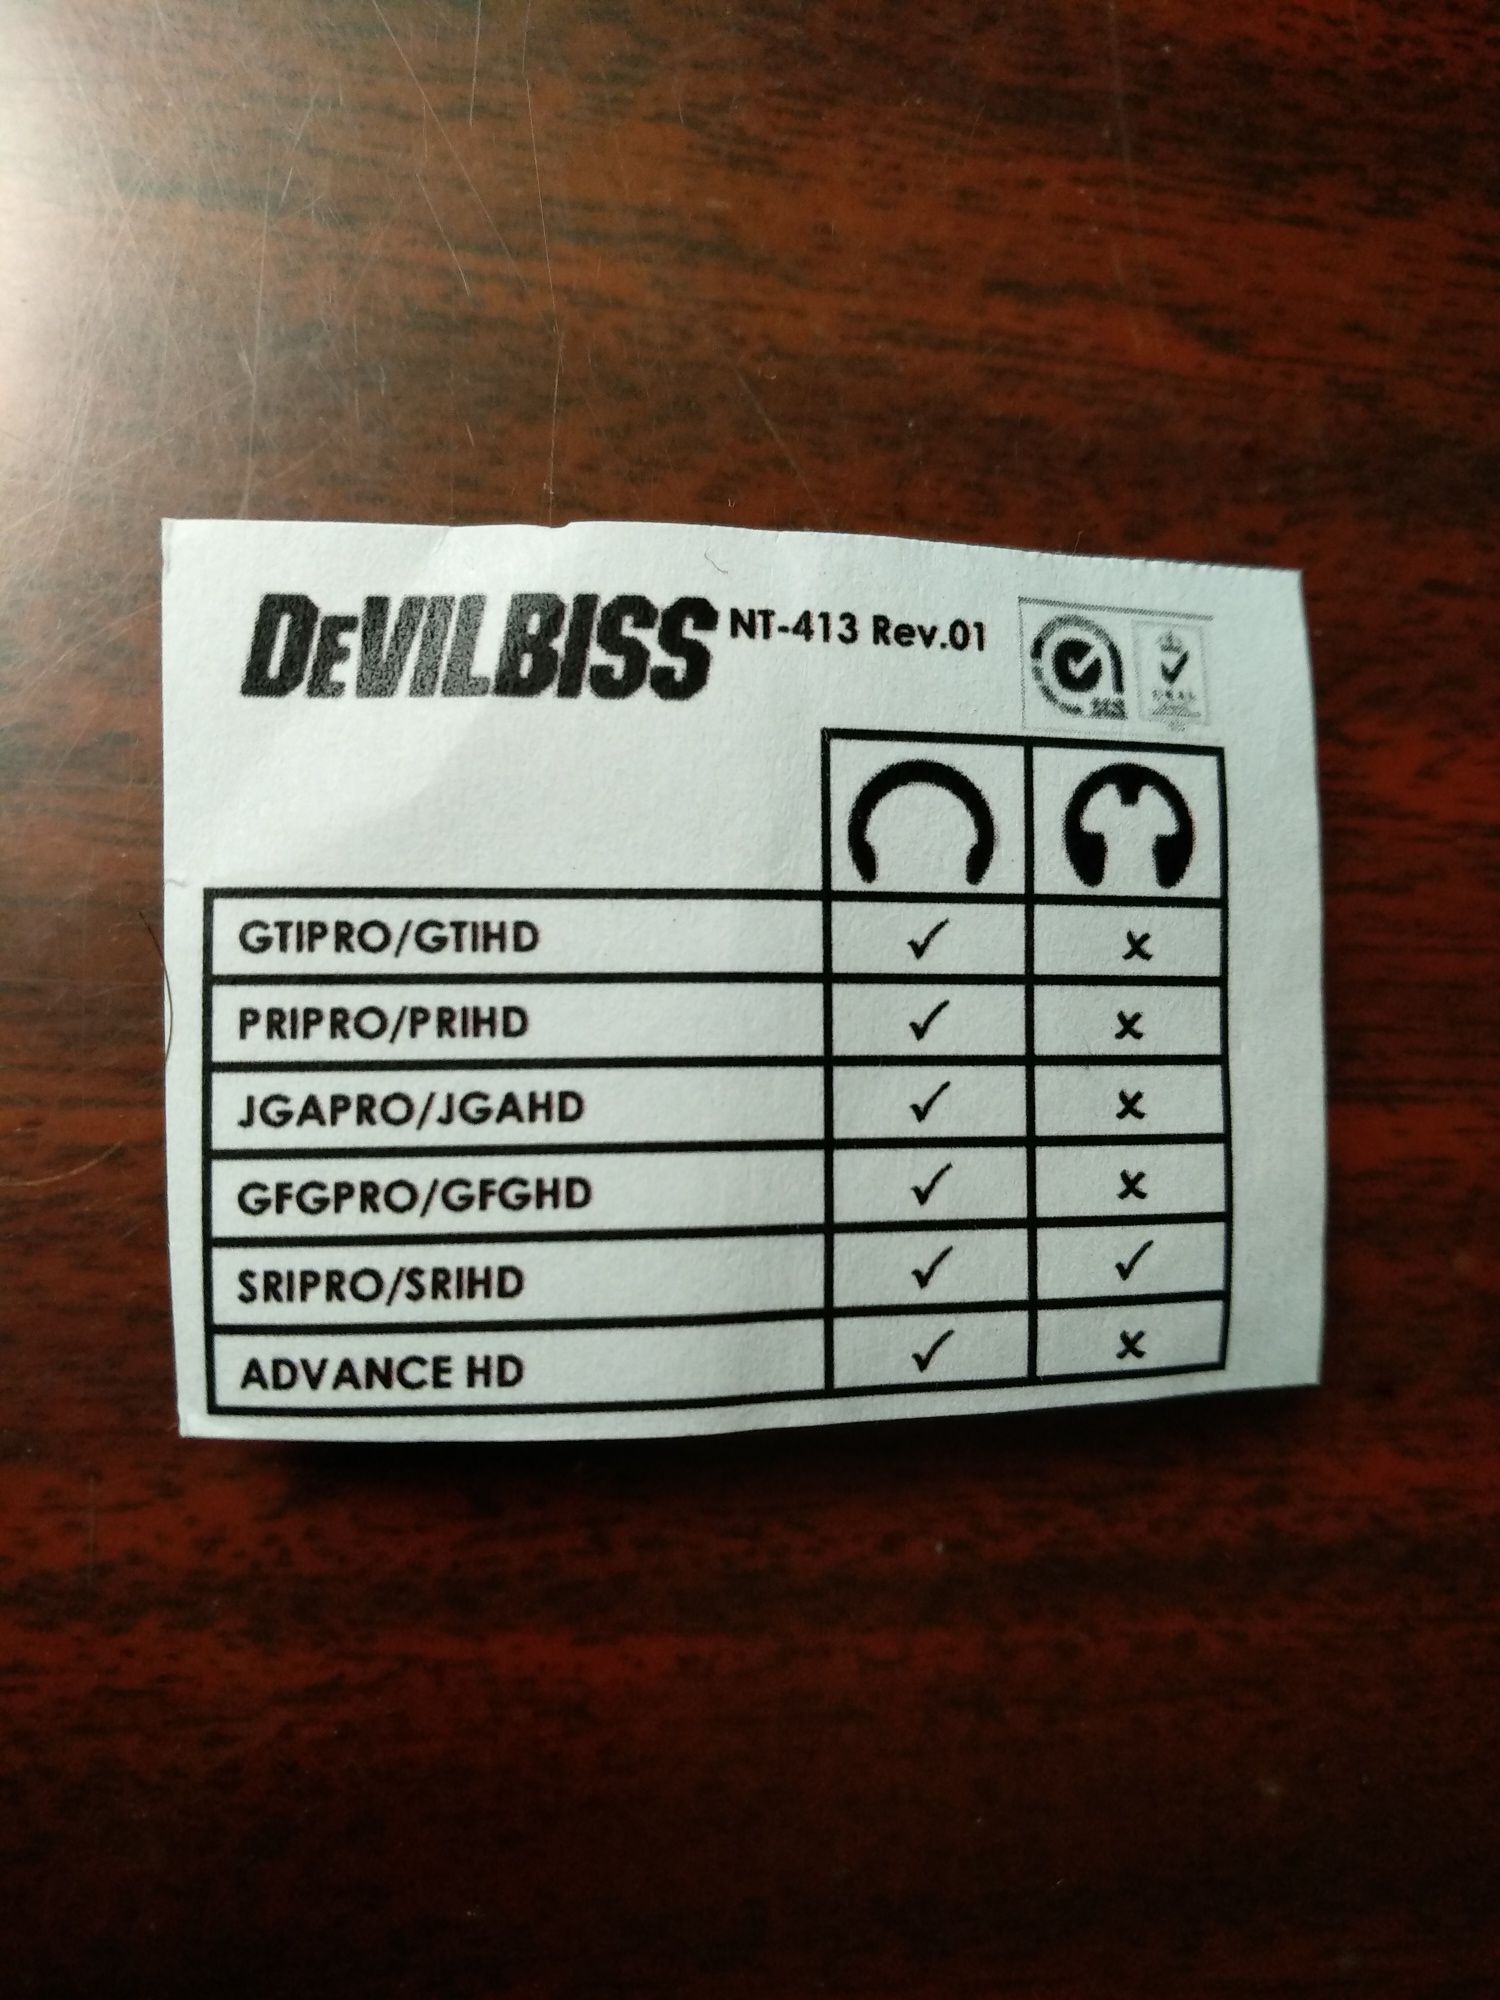 DeVILBISS NT-413 Rev.01
GTIPRO/GTIHD ✓ x
PRIPRO/PRIHD ✓ x
JGAPRO/JGAHD ✓ x
GFGPRO/GFGHD ✓ x
SRIPRO/SRIHD ✓ ✓
ADVANCE HD ✓ x